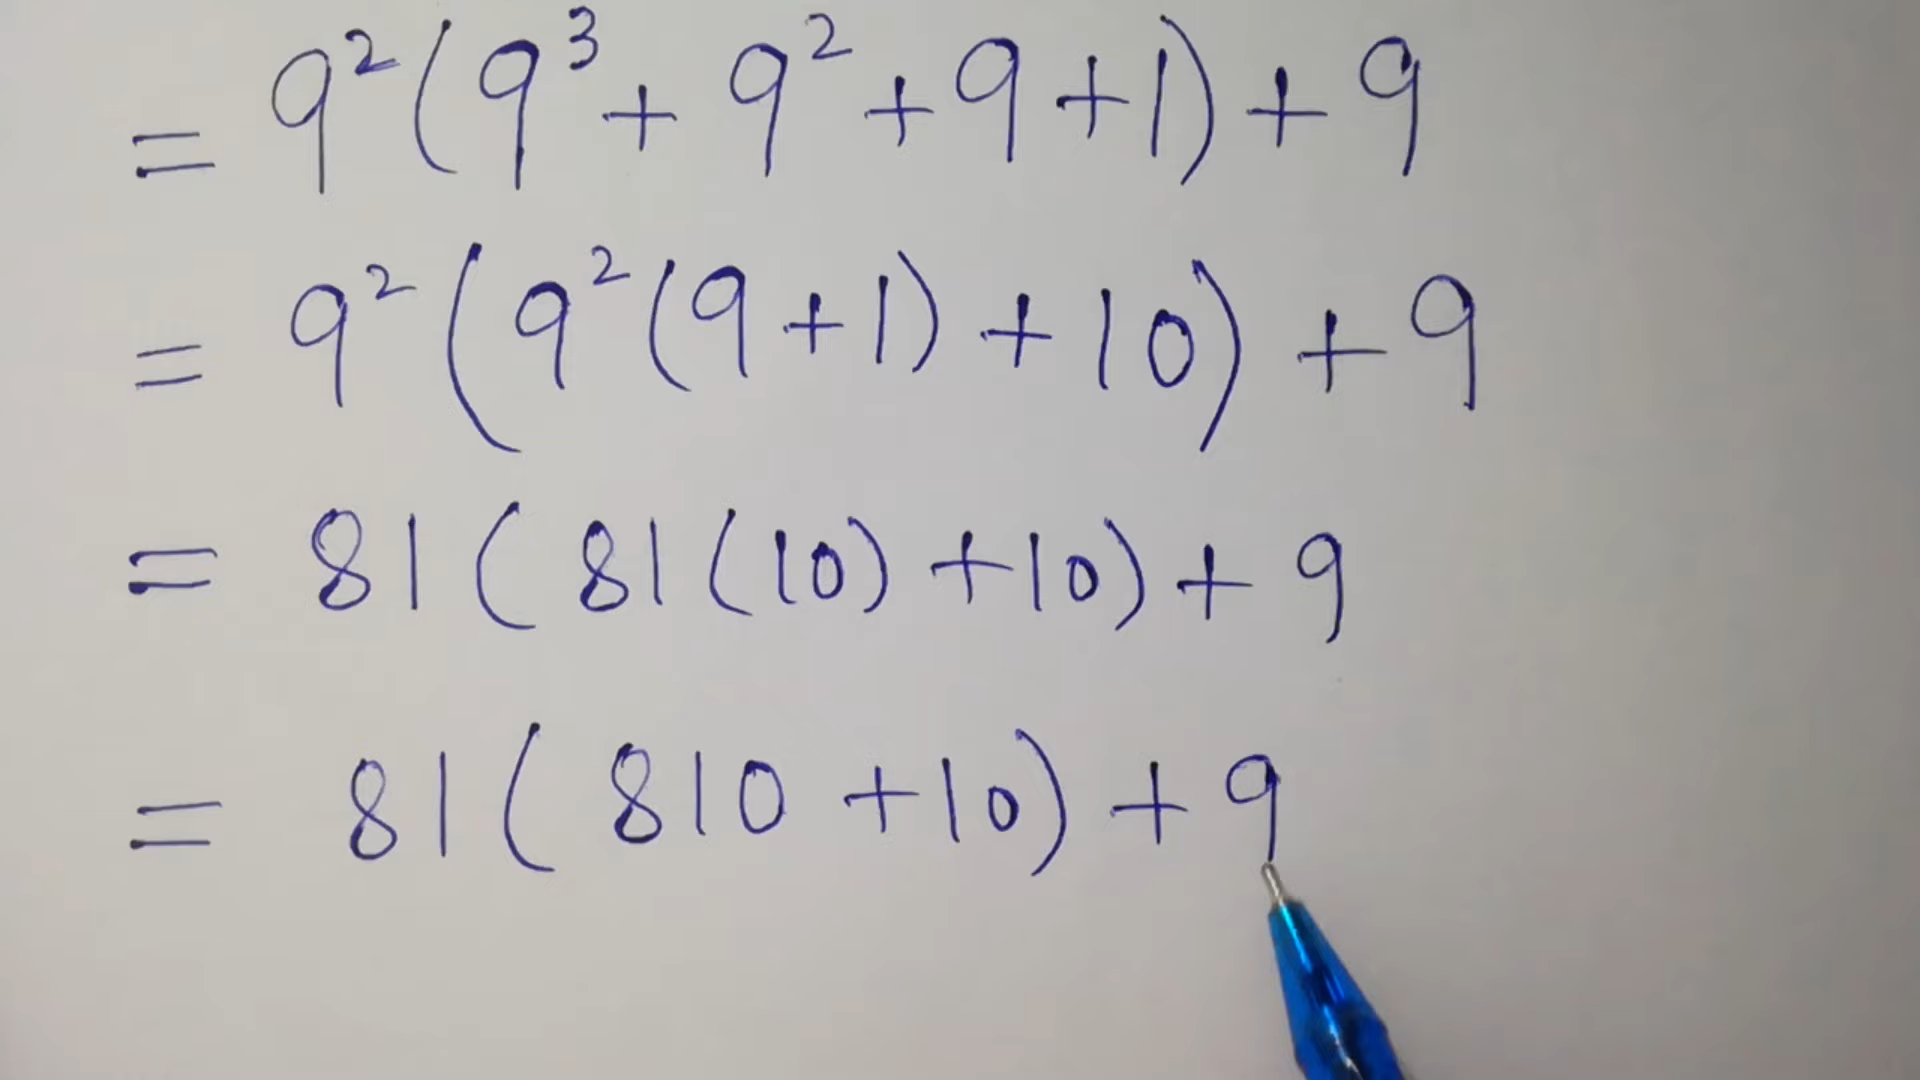 = 9²(9³ + 9² + 9 + 1) + 9
= 9²(9²(9 + 1) + 10) + 9
= 81(81(10) + 10) + 9
= 81(810 + 10) + 9